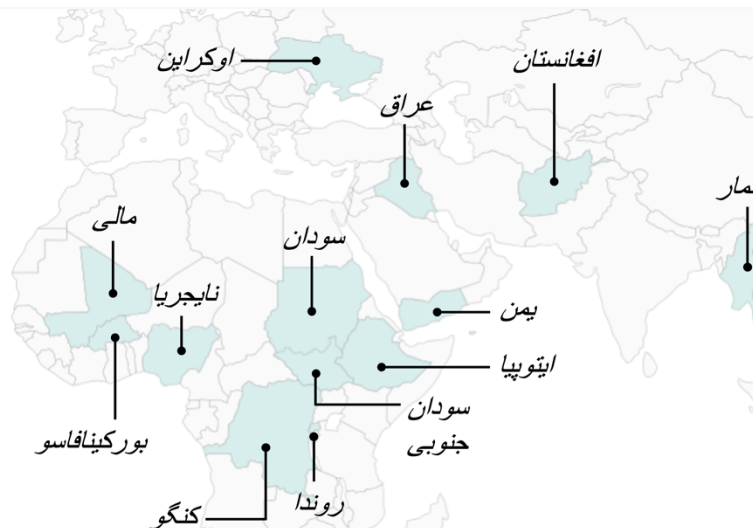 اوکراین
افغانستان
عراق
مالی
سودان
نایجریا
یمن
ایتوپیا
سودان
جنوبی
بورکینافاسو
روندا
کنگو